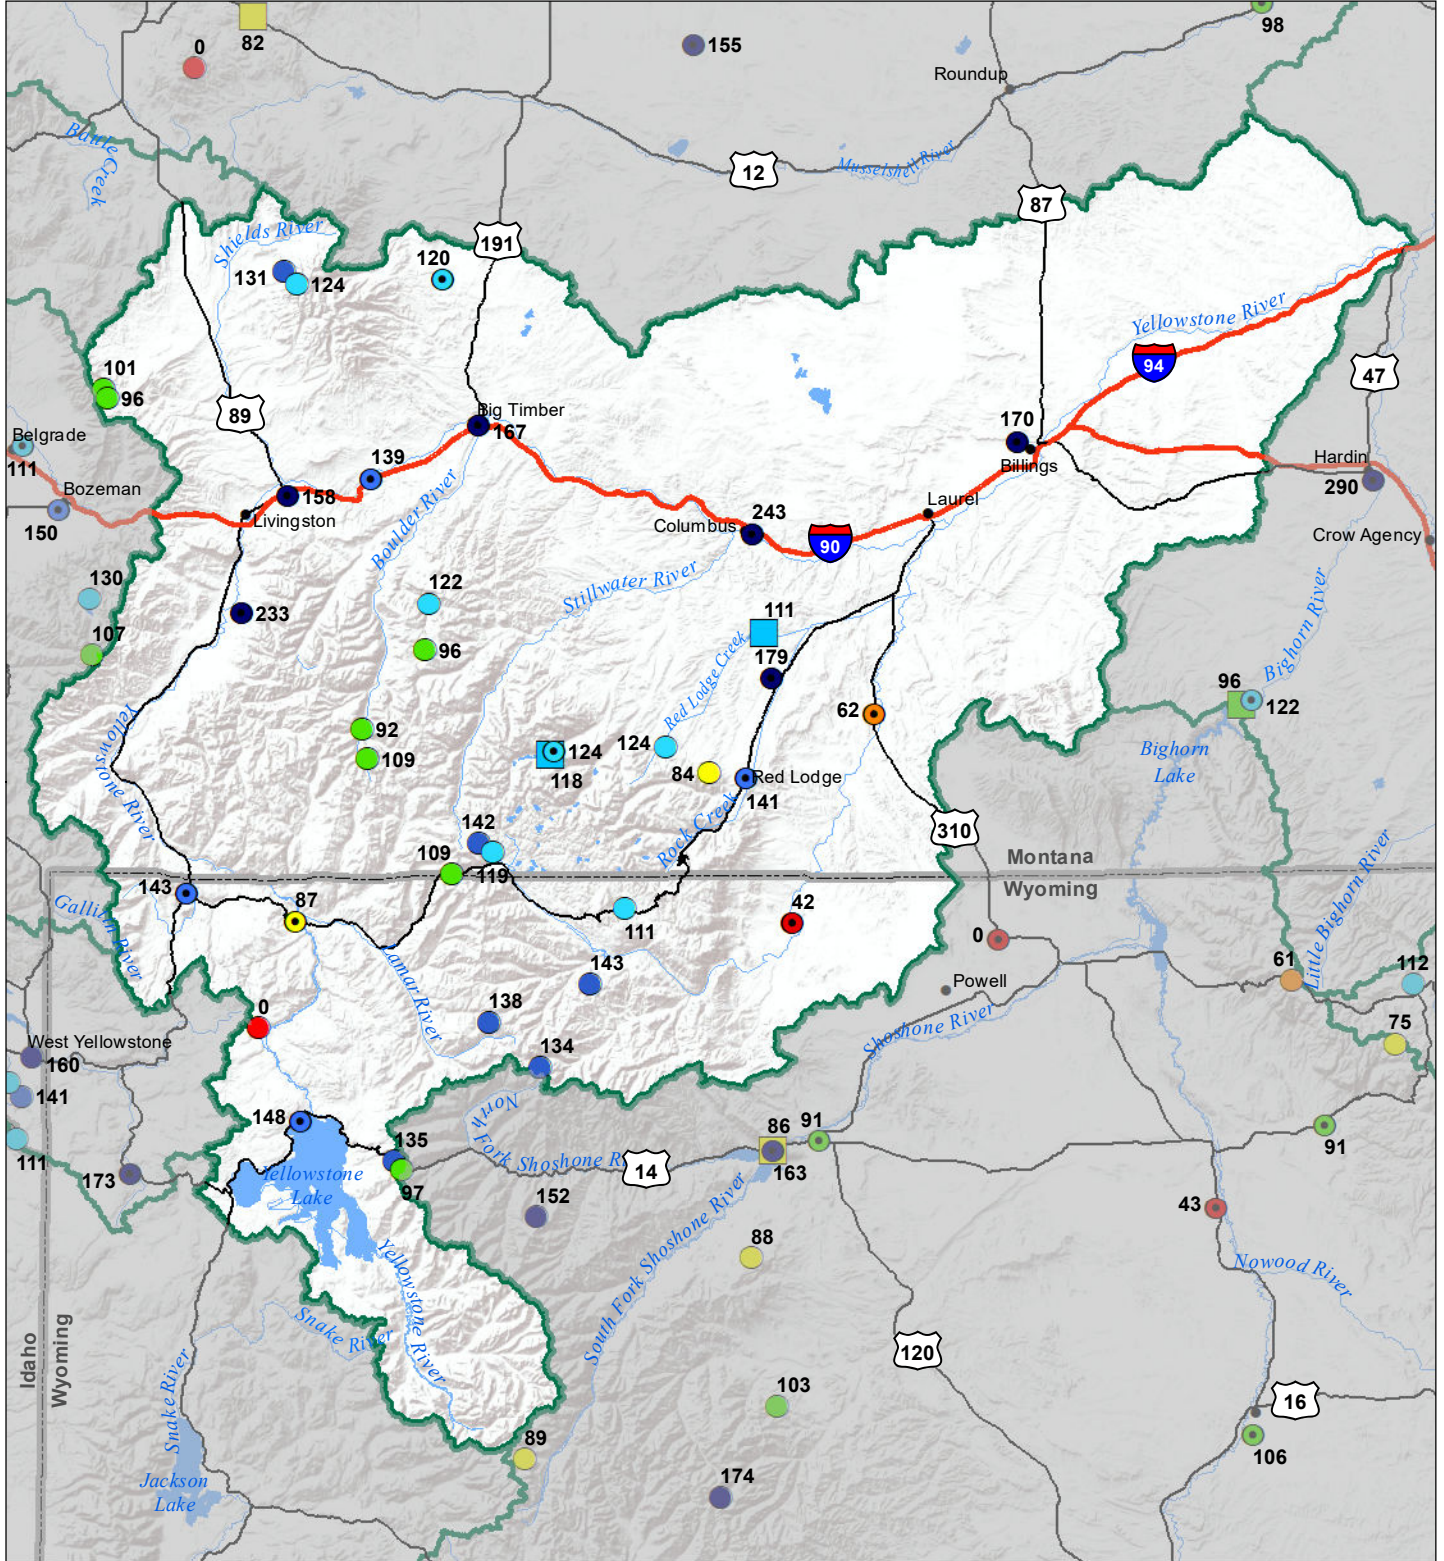 82
0
155
98
Roundup
Battle
Creek
12
Musselshell River
87
Shields River
191
131
124
120
Yellowstone River
94
47
101
96
89
Big Timber
167
170
Billings
Belgrade
111
139
Hardin
290
Bozeman
150
158
Livingston
Laurel
Columbus
243
90
Crow Agency
Boulder River
Stillwater River
130
122
233
111
107
96
Red Lodge Creek
179
Bighorn River
96
122
62
Yellowstone River
92
109
124
118
124
84
Red Lodge
141
Bighorn
Lake
Rock Creek
310
142
109
119
Montana
Wyoming
Little Bighorn River
143
87
Gallatin River
111
42
0
Lamar River
143
Powell
61
112
0
138
Shoshone River
75
West Yellowstone
160
134
141
North
Fork Shoshone R
148
135
97
86
163
91
91
111
173
Yellowstone
Lake
14
152
43
South Fork Shoshone River
88
Nowood River
Yellowstone River
Snake River
Idaho
Wyoming
120
Snake River
103
16
89
106
Jackson
Lake
174